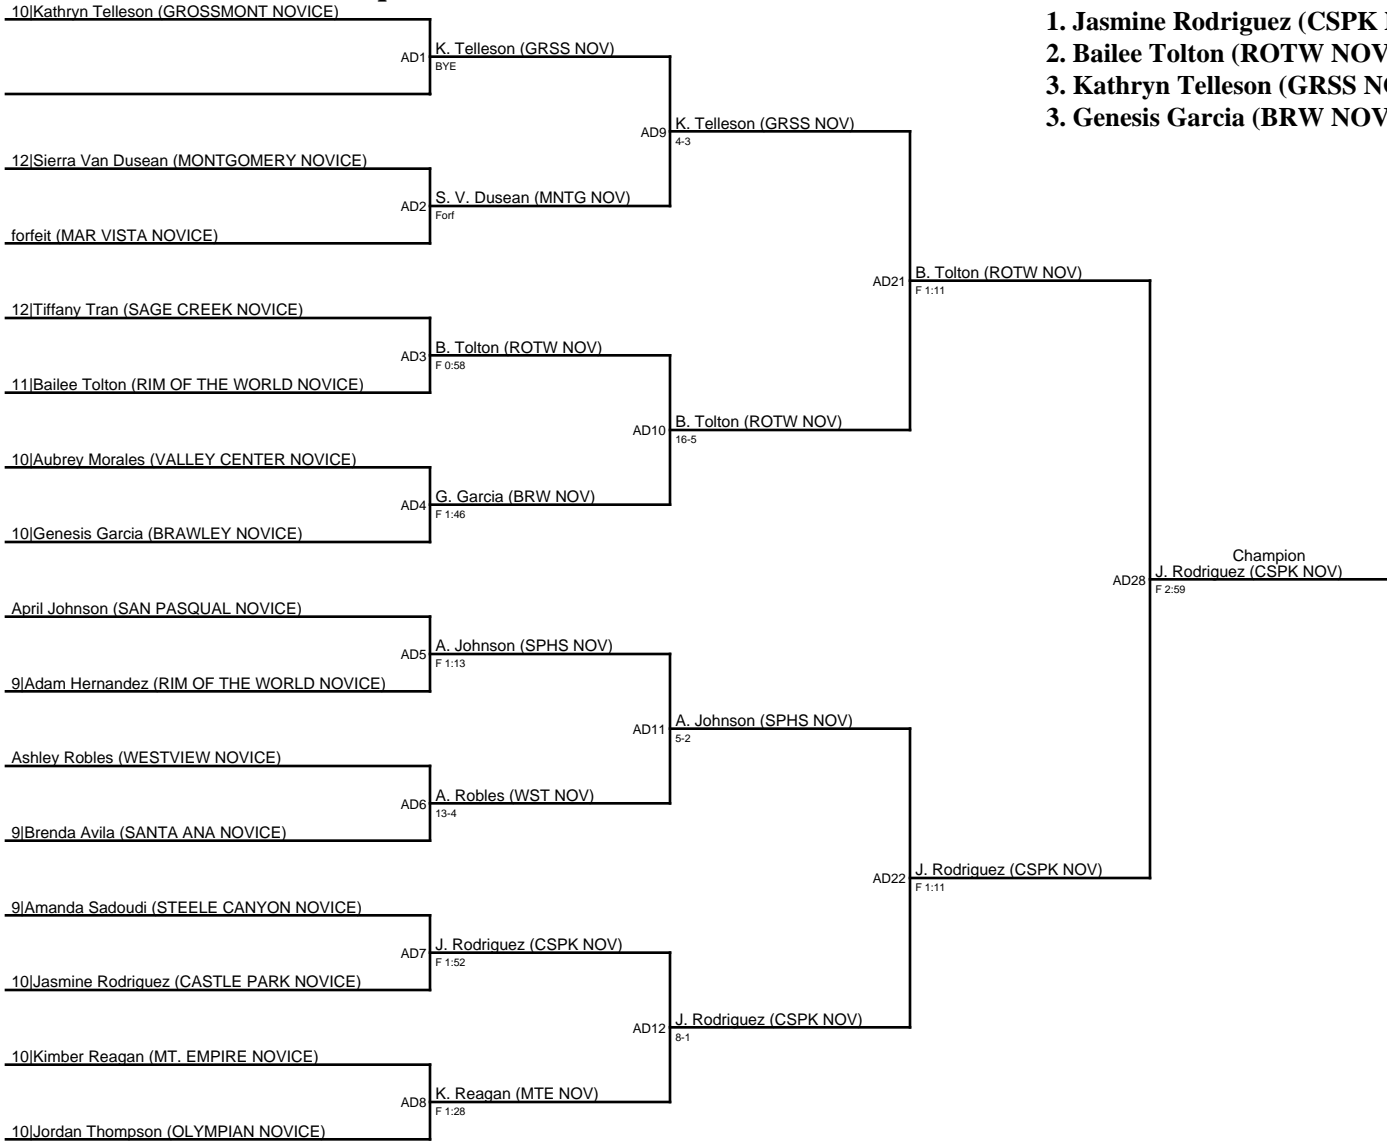 10|Kathryn Telleson (GROSSMONT NOVICE)
AD1
K. Telleson (GRSS NOV)
BYE
AD9
K. Telleson (GRSS NOV)
4-3
12|Sierra Van Dusean (MONTGOMERY NOVICE)
AD2
S. V. Dusean (MNTG NOV)
Forf
forfeit (MAR VISTA NOVICE)
AD21
B. Tolton (ROTW NOV)
F 1:11
12|Tiffany Tran (SAGE CREEK NOVICE)
AD3
B. Tolton (ROTW NOV)
F 0:58
11|Bailee Tolton (RIM OF THE WORLD NOVICE)
AD10
B. Tolton (ROTW NOV)
16-5
10|Aubrey Morales (VALLEY CENTER NOVICE)
AD4
G. Garcia (BRW NOV)
F 1:46
10|Genesis Garcia (BRAWLEY NOVICE)
Champion
AD28
J. Rodriguez (CSPK NOV)
F 2:59
April Johnson (SAN PASQUAL NOVICE)
AD5
A. Johnson (SPHS NOV)
F 1:13
9|Adam Hernandez (RIM OF THE WORLD NOVICE)
AD11
A. Johnson (SPHS NOV)
5-2
Ashley Robles (WESTVIEW NOVICE)
AD6
A. Robles (WST NOV)
13-4
9|Brenda Avila (SANTA ANA NOVICE)
AD22
J. Rodriguez (CSPK NOV)
F 1:11
9|Amanda Sadoudi (STEELE CANYON NOVICE)
AD7
J. Rodriguez (CSPK NOV)
F 1:52
10|Jasmine Rodriguez (CASTLE PARK NOVICE)
AD12
J. Rodriguez (CSPK NOV)
8-1
10|Kimber Reagan (MT. EMPIRE NOVICE)
AD8
K. Reagan (MTE NOV)
F 1:28
10|Jordan Thompson (OLYMPIAN NOVICE)
1. Jasmine Rodriguez (CSPK
2. Bailee Tolton (ROTW NOV
3. Kathryn Telleson (GRSS
3. Genesis Garcia (BRW NOV